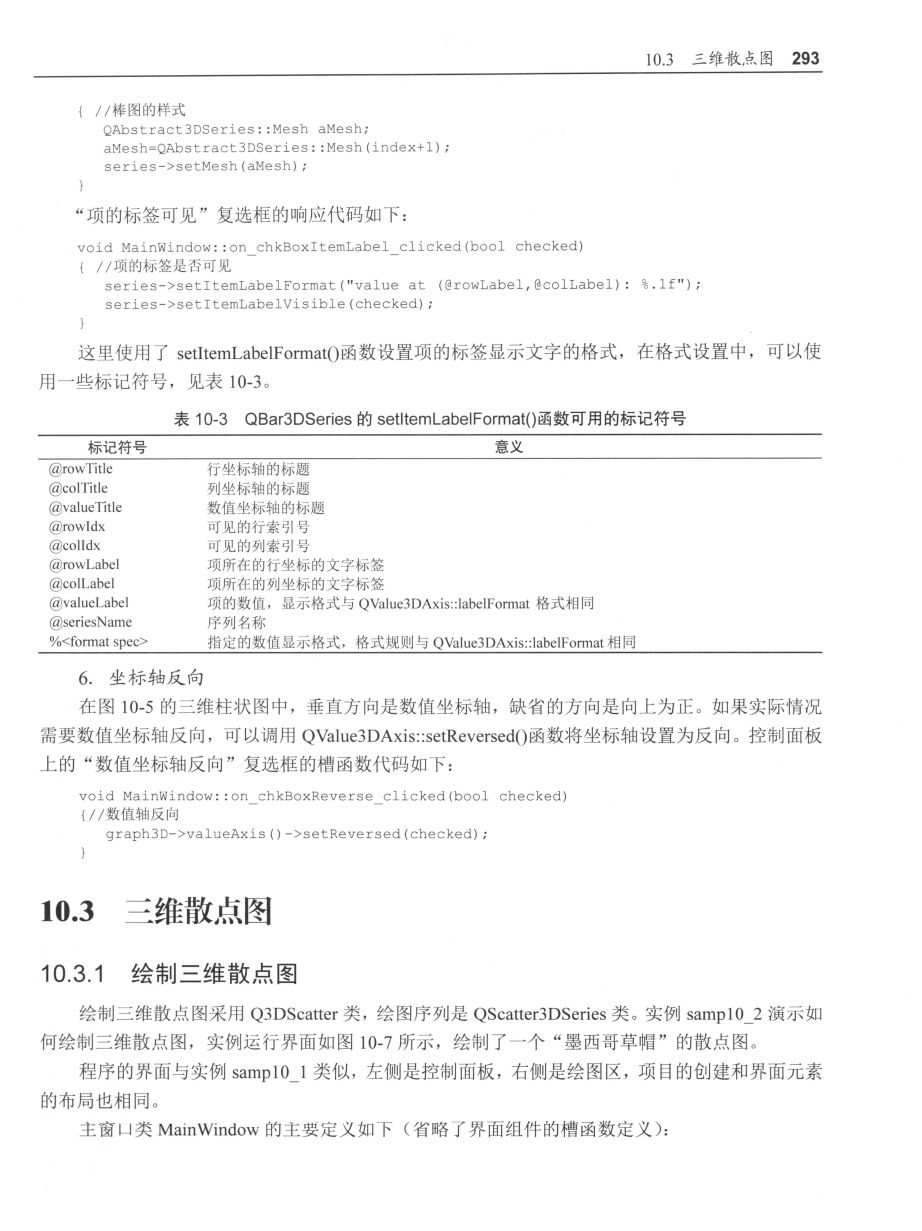 10.3 三维散点图 293
{ //棒图的样式
QAbstract3DSeries::Mesh aMesh;
aMesh=QAbstract3DSeries::Mesh(index+1);
series->setMesh(aMesh);
}
“项的标签可见”复选框的响应代码如下：
void MainWindow::on_chkBoxItemLabel_clicked(bool checked)
{ //项的标签是否可见
series->setItemLabelFormat("value at (@rowLabel,@colLabel): %.1f");
series->setItemLabelVisible(checked);
}
这里使用了 setItemLabelFormat()函数设置项的标签显示文字的格式，在格式设置中，可以使
用一些标记符号，见表 10-3。
表 10-3 QBar3DSeries 的 setItemLabelFormat()函数可用的标记符号
标记符号 意义
@rowTitle 行坐标轴的标题
@colTitle 列坐标轴的标题
@valueTitle 数值坐标轴的标题
@rowIdx 可见的行索引号
@colIdx 可见的列索引号
@rowLabel 项所在的行坐标的文字标签
@colLabel 项所在的列坐标的文字标签
@valueLabel 项的数值，显示格式与 QValue3DAxis::labelFormat 格式相同
@seriesName 序列名称
%<format spec> 指定的数值显示格式，格式规则与 QValue3DAxis::labelFormat 相同
6. 坐标轴反向
在图 10-5 的三维柱状图中，垂直方向是数值坐标轴，缺省的方向是向上为正。如果实际情况
需要数值坐标轴反向，可以调用 QValue3DAxis::setReversed()函数将坐标轴设置为反向。控制面板
上的“数值坐标轴反向”复选框的槽函数代码如下：
void MainWindow::on_chkBoxReverse_clicked(bool checked)
{//数值轴反向
graph3D->valueAxis()->setReversed(checked);
}
10.3 三维散点图
10.3.1 绘制三维散点图
绘制三维散点图采用 Q3DScatter 类，绘图序列是 QScatter3DSeries 类。实例 samp10_2 演示如
何绘制三维散点图，实例运行界面如图 10-7 所示，绘制了一个“墨西哥草帽”的散点图。
程序的界面与实例 samp10_1 类似，左侧是控制面板，右侧是绘图区，项目的创建和界面元素
的布局也相同。
主窗口类 MainWindow 的主要定义如下（省略了界面组件的槽函数定义）：